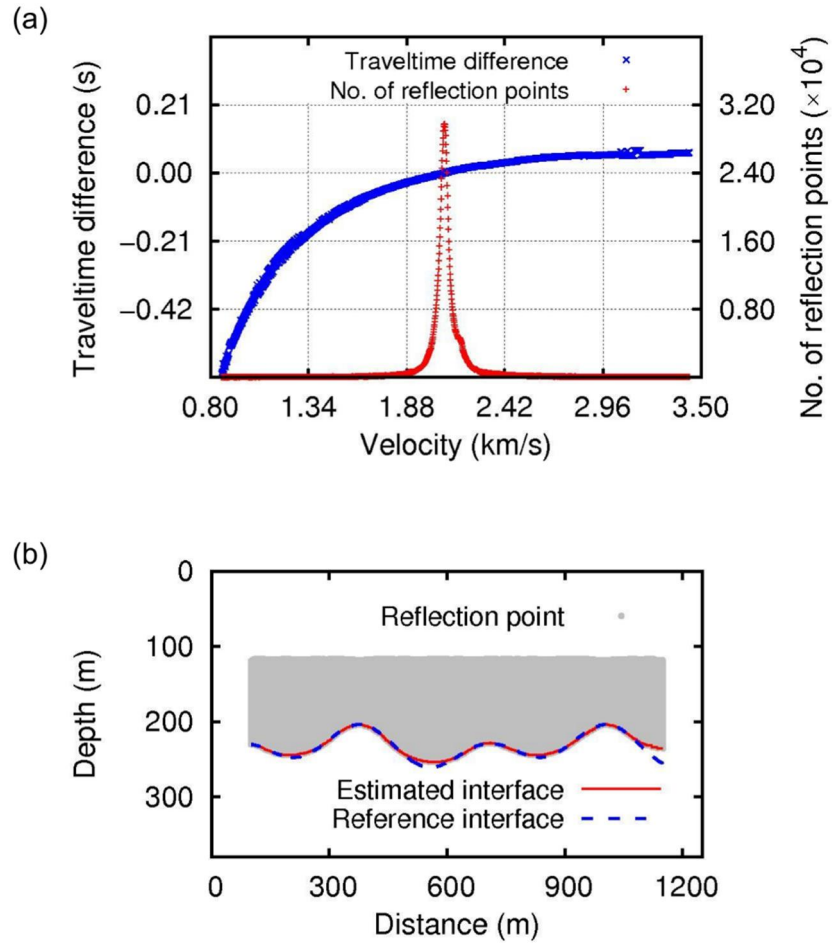 (a)
Traveltime difference
No. of reflection points
Traveltime difference (s)
0.21
0.00
−0.21
−0.42
No. of reflection points (×10⁴)
3.20
2.40
1.60
0.80
0.80 1.34 1.88 2.42 2.96 3.50
Velocity (km/s)
(b)
Reflection point
Depth (m)
0
100
200
300
Estimated interface
Reference interface
0 300 600 900 1200
Distance (m)